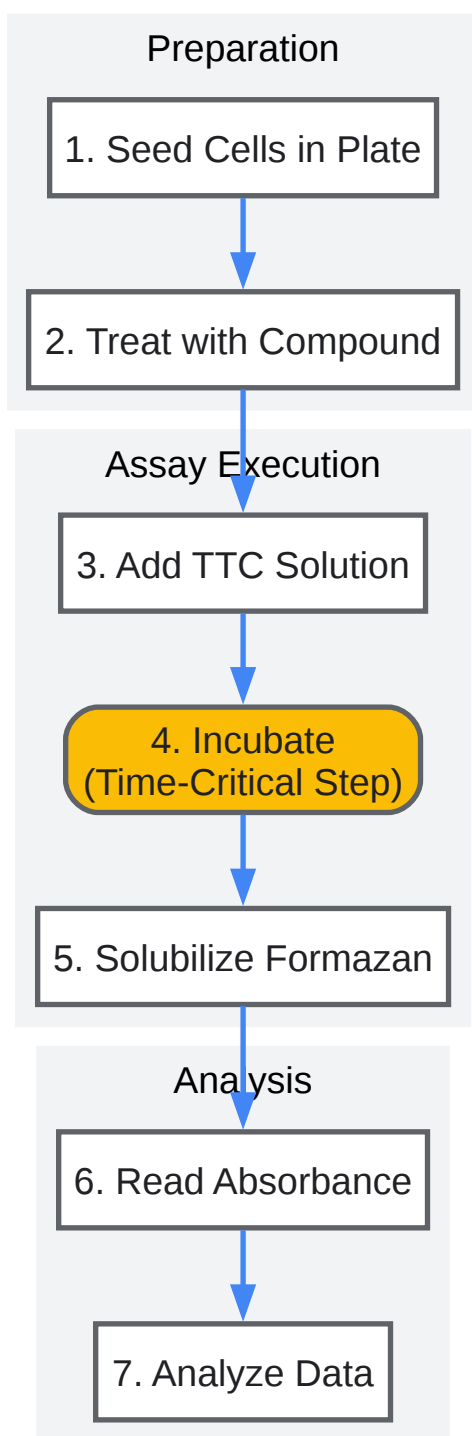 Preparation
1. Seed Cells in Plate
2. Treat with Compound
Assay Execution
3. Add TTC Solution
4. Incubate
(Time-Critical Step)
5. Solubilize Formazan
Analysis
6. Read Absorbance
7. Analyze Data